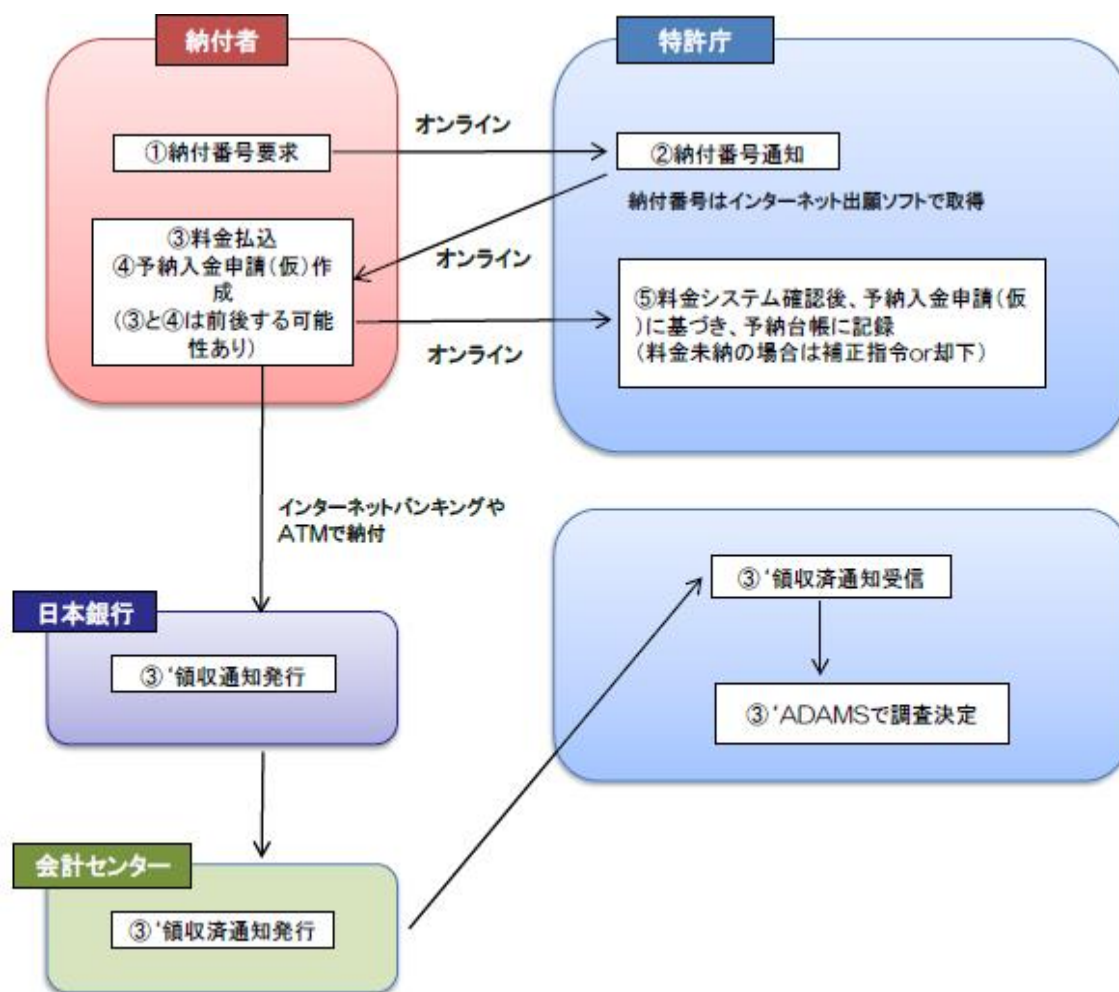 納付者
特許庁
オンライン
①納付番号要求
②納付番号通知
納付番号はインターネット出願ソフトで取得
③料金払込
④予納入金申請(仮)作
成
(③と④は前後する可能
性あり)
オンライン
オンライン
⑤料金システム確認後、予納入金申請(仮
)に基づき、予納台帳に記録
(料金未納の場合は補正指令or却下)
インターネットバンキングや
ATMで納付
日本銀行
③‘領収通知発行
③‘領収済通知受信
③‘ADAMSで調査決定
会計センター
③‘領収済通知発行